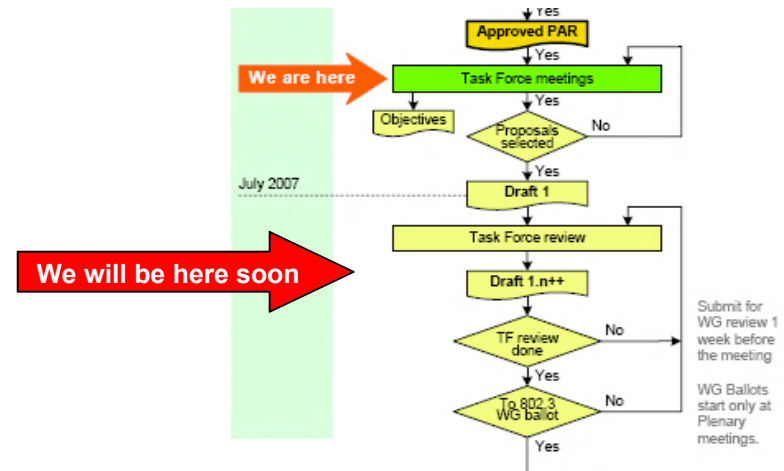 Yes
Approved PAR
Yes
We are here
Task Force meetings
Yes
Objectives
Proposals
selected
No
Yes
July 2007
Draft 1
Task Force review
We will be here soon
Draft 1.n++
TF review
done
No
Submit for
WG review 1
week before
the meeting
Yes
To 802.3
WG ballot
No
WG Ballots
start only at
Plenary
meetings.
Yes